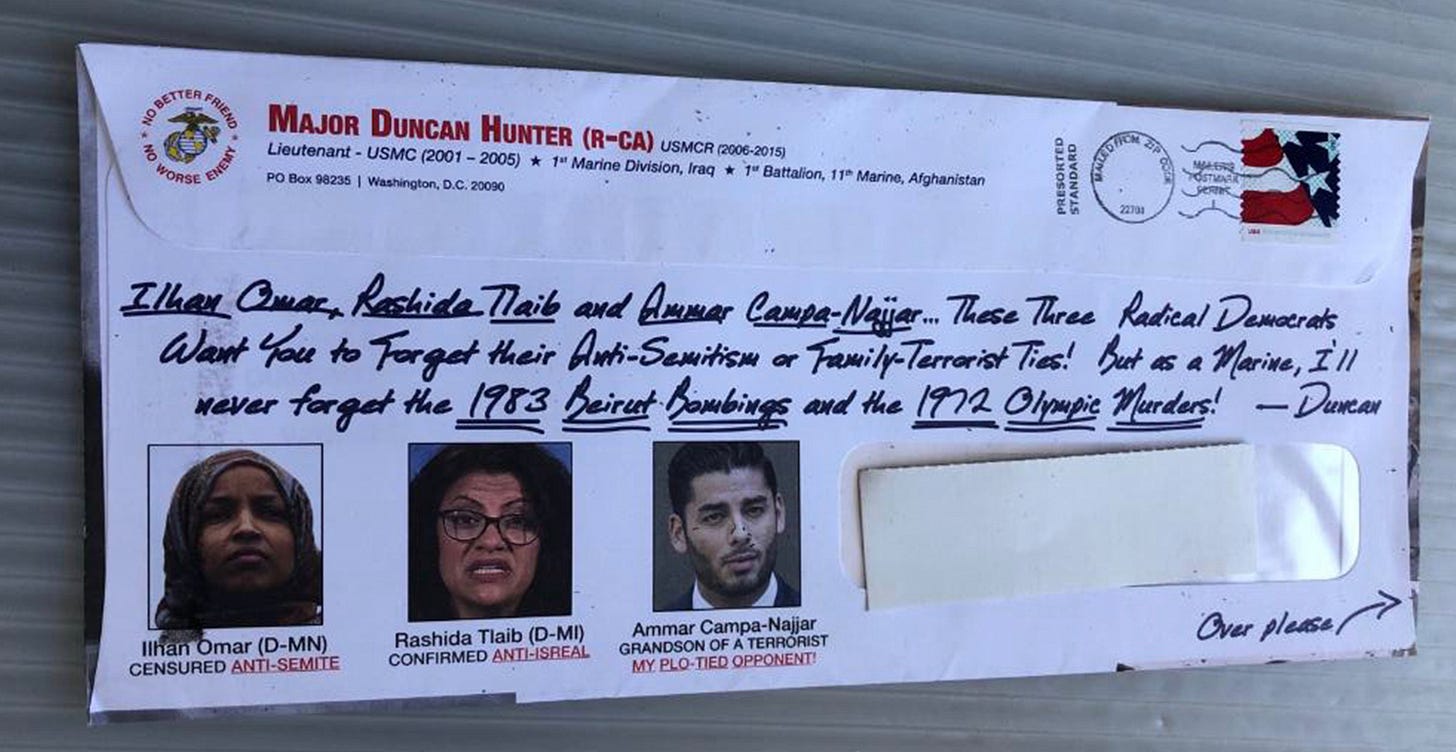 NO BETTER FRIEND
NO WORSE ENEMY
MAJOR DUNCAN HUNTER (R-CA) USMCR (2006-2015)
Lieutenant - USMC (2001 – 2005) ★ 1st Marine Division, Iraq ★ 1st Battalion, 11th Marine, Afghanistan
PO Box 98235 | Washington, D.C. 20090
PRESORTED
STANDARD
MAILED FROM ZIP CODE
22701
MAILER'S
POSTMARK
PERMIT
USA
Ilhan Omar, Rashida Tlaib and Ammar Campa-Najjar... These Three Radical Democrats
Want You to Forget their Anti-Semitism or Family-Terrorist Ties! But as a Marine, I'll
never forget the 1983 Beirut Bombings and the 1972 Olympic Murders! — Duncan
Ilhan Omar (D-MN)
CENSURED ANTI-SEMITE
Rashida Tlaib (D-MI)
CONFIRMED ANTI-ISREAL
Ammar Campa-Najjar
GRANDSON OF A TERRORIST
MY PLO-TIED OPPONENT!
Over please